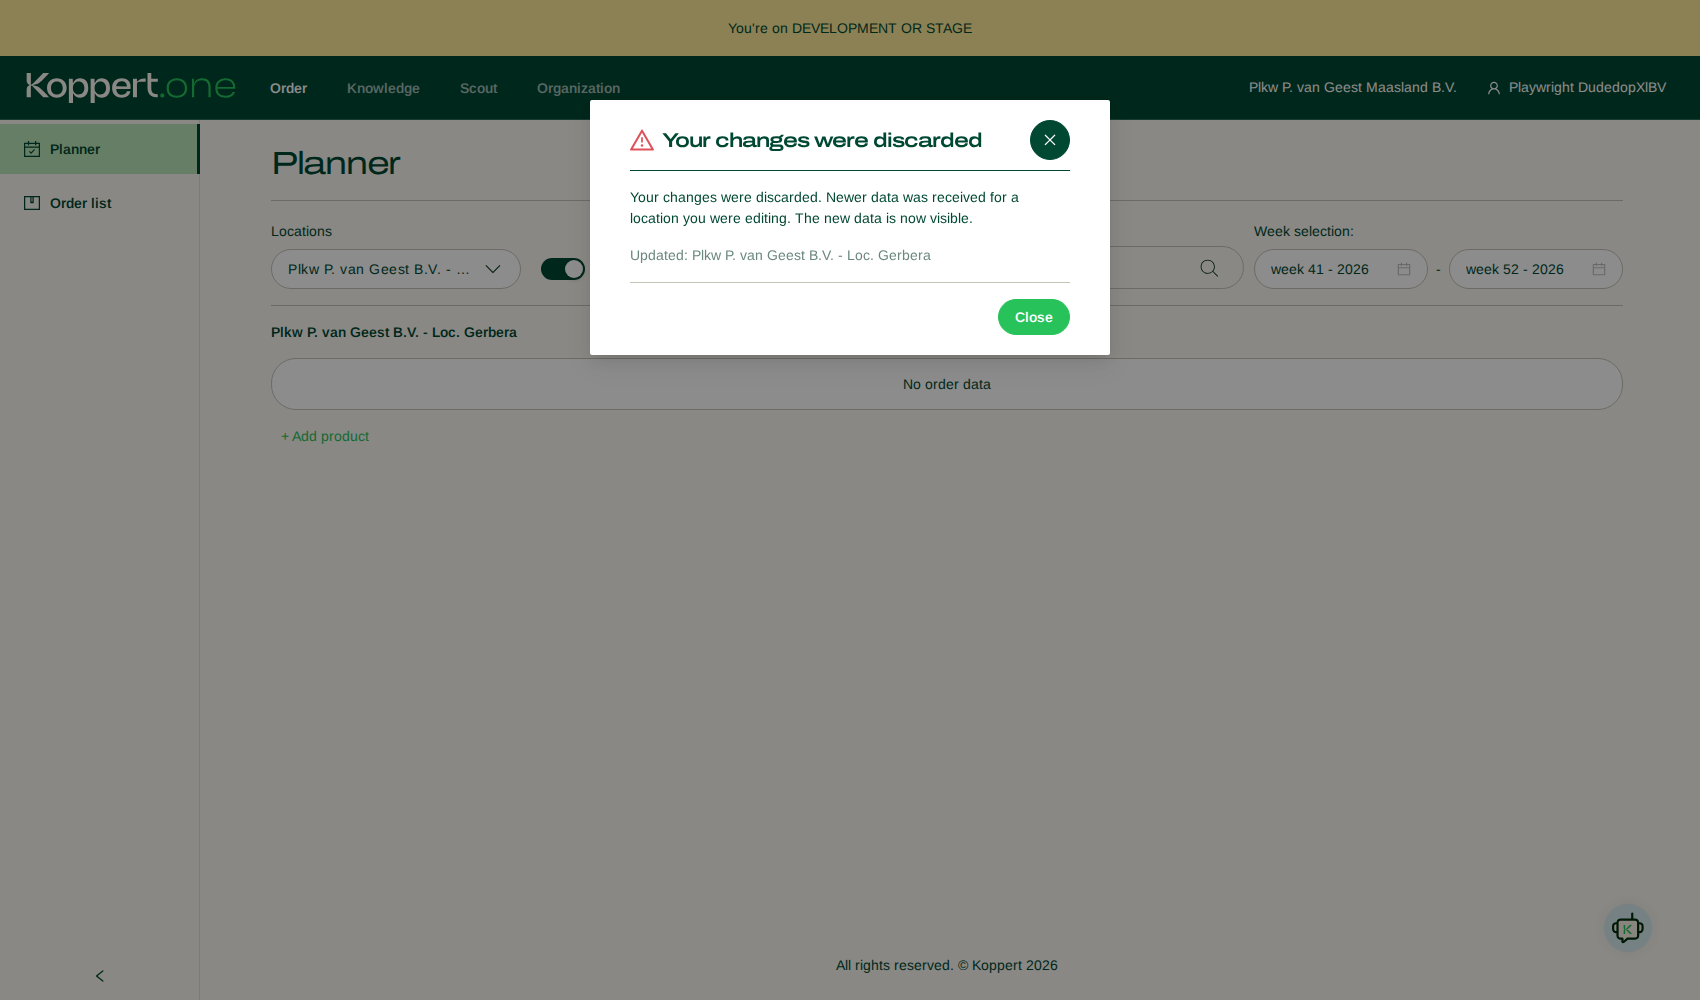 You're on DEVELOPMENT OR STAGE
Koppert.one
Order
Knowledge
Scout
Organization
Plkw P. van Geest Maasland B.V.
Playwright DudedopXlBV
Planner
Order list
Planner
Your changes were discarded
Your changes were discarded. Newer data was received for a
location you were editing. The new data is now visible.
Updated: Plkw P. van Geest B.V. - Loc. Gerbera
Close
Locations
Plkw P. van Geest B.V. - ...
Week selection:
week 41 - 2026
-
week 52 - 2026
Plkw P. van Geest B.V. - Loc. Gerbera
No order data
+ Add product
K
All rights reserved. © Koppert 2026